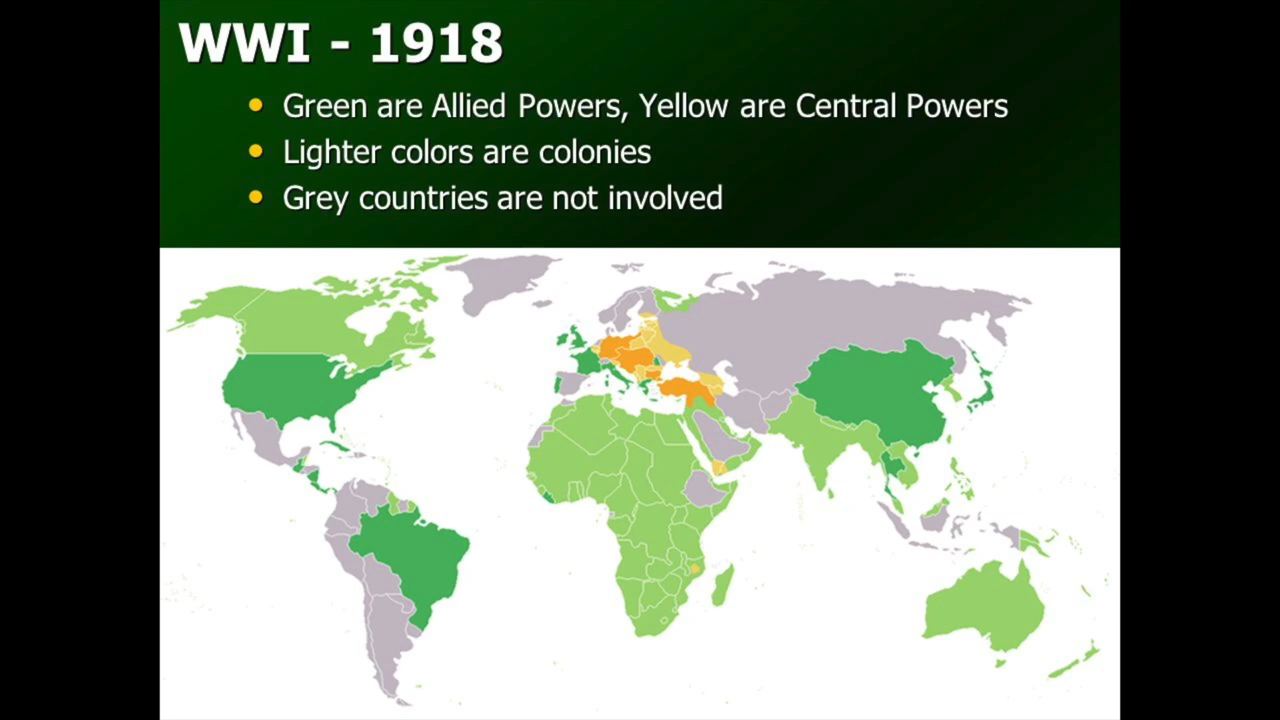 WWI - 1918
Green are Allied Powers, Yellow are Central Powers
Lighter colors are colonies
Grey countries are not involved